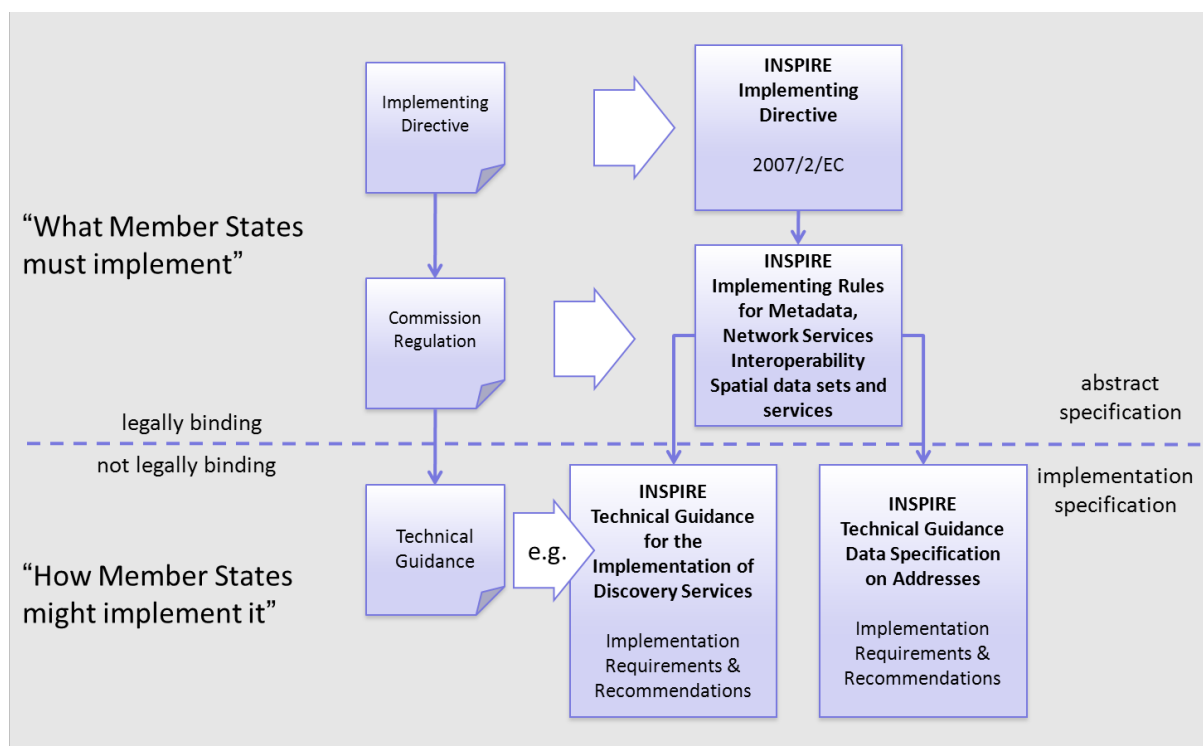 Implementing
Directive
INSPIRE
Implementing
Directive
2007/2/EC
“What Member States
must implement”
Commission
Regulation
INSPIRE
Implementing Rules
for Metadata,
Network Services
Interoperability
Spatial data sets and
services
abstract
specification
legally binding
not legally binding
implementation
specification
“How Member States
might implement it”
Technical
Guidance
e.g.
INSPIRE
Technical Guidance
for the
Implementation of
Discovery Services
Implementation
Requirements &
Recommendations
INSPIRE
Technical Guidance
Data Specification
on Addresses
Implementation
Requirements &
Recommendations